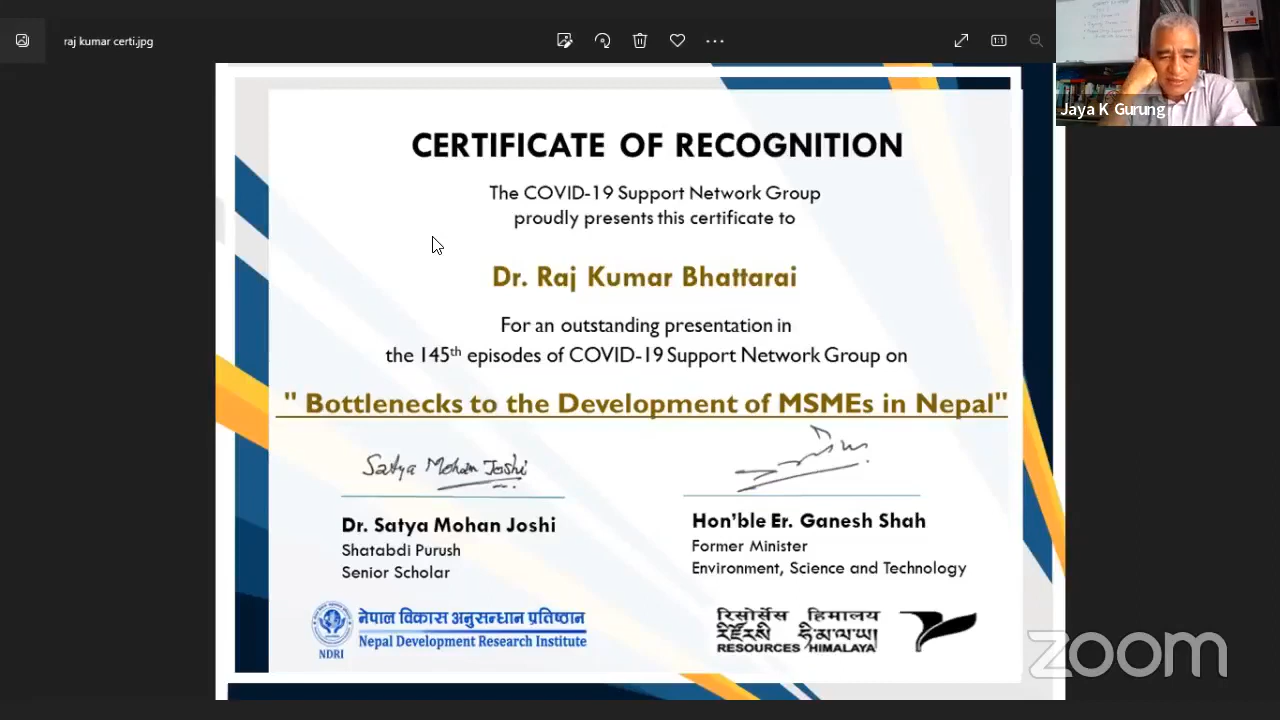 raj kumar certi.jpg
1:1
Jaya K Gurung
CERTIFICATE OF RECOGNITION
The COVID-19 Support Network Group
proudly presents this certificate to
Dr. Raj Kumar Bhattarai
For an outstanding presentation in
the 145th episodes of COVID-19 Support Network Group on
" Bottlenecks to the Development of MSMEs in Nepal"
Satya Mohan Joshi
Dr. Satya Mohan Joshi
Shatabdi Purush
Senior Scholar
Hon'ble Er. Ganesh Shah
Former Minister
Environment, Science and Technology
नेपाल विकास अनुसन्धान प्रतिष्ठान
Nepal Development Research Institute
NDRI
रिसोर्सेस हिमालय
RESOURCES HIMALAYA
zoom